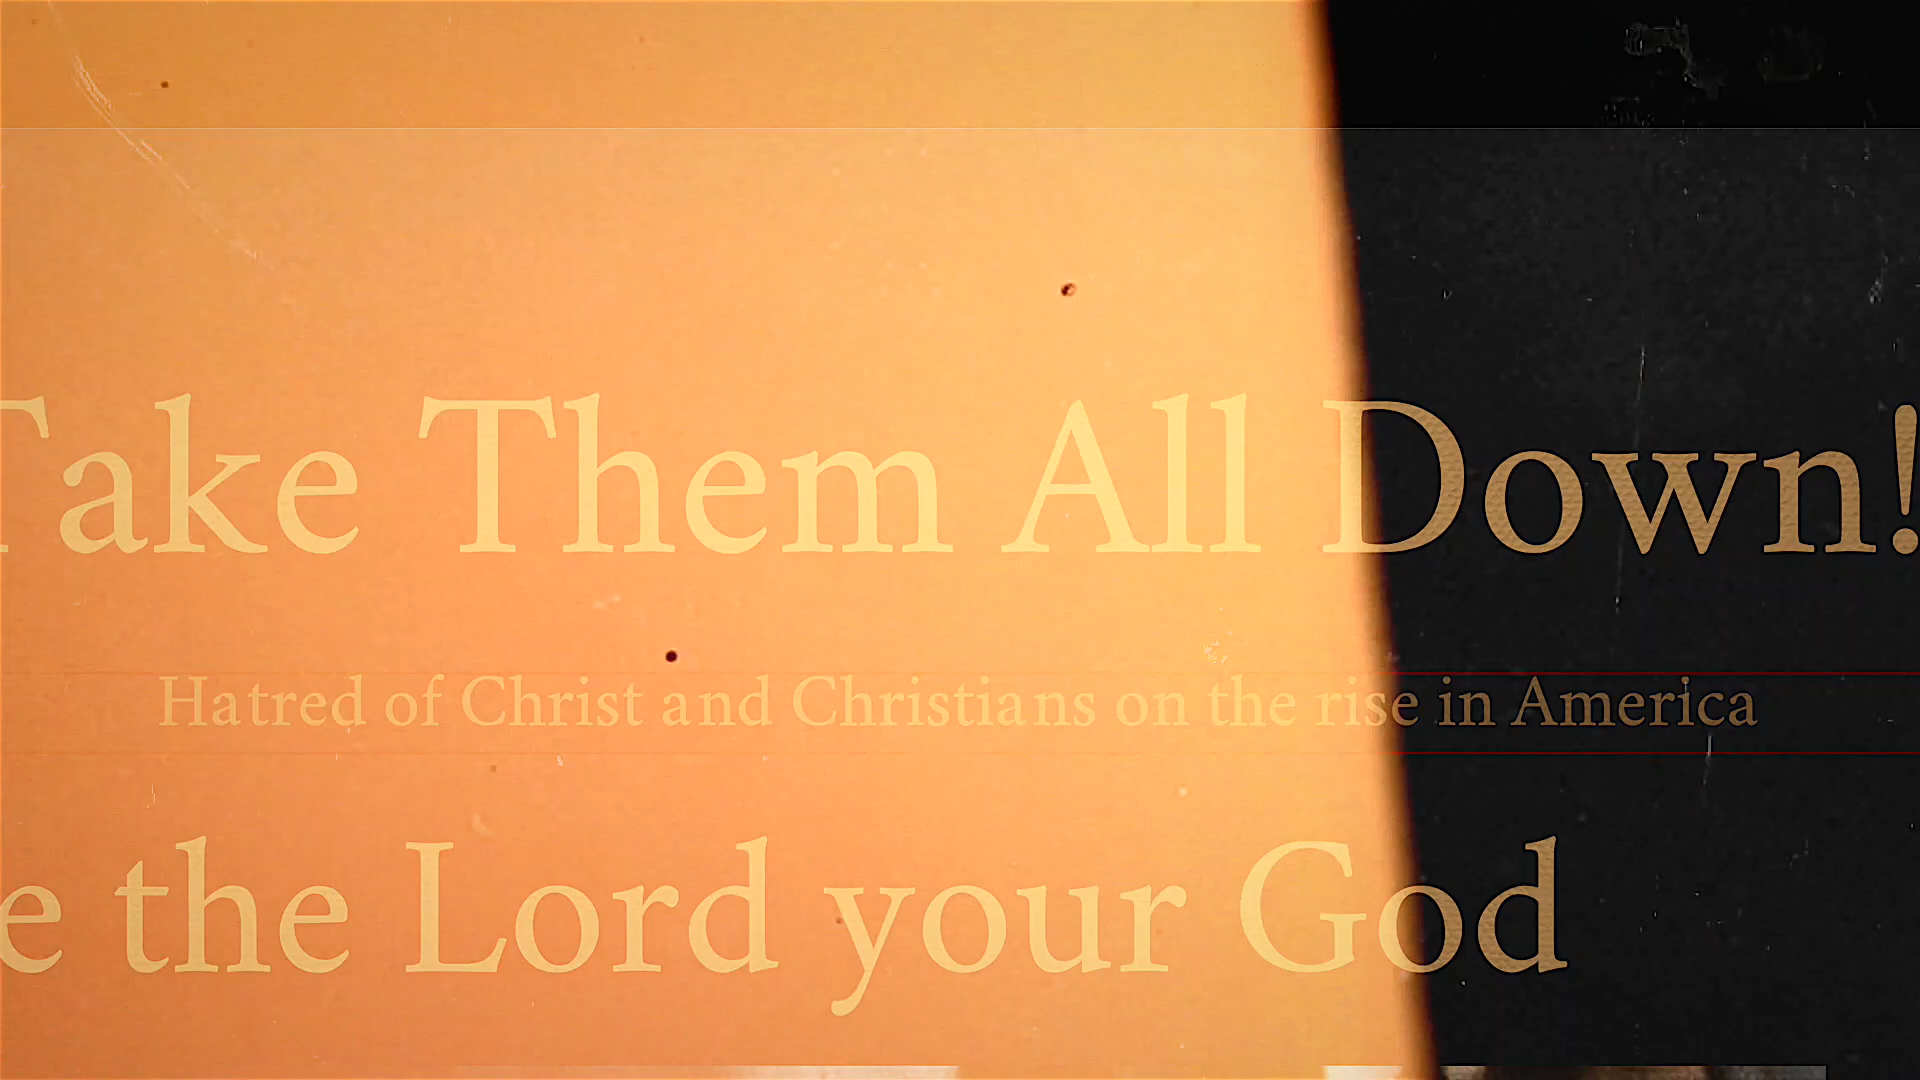 Take Them All Down!
Hatred of Christ and Christians on the rise in America
the Lord your God